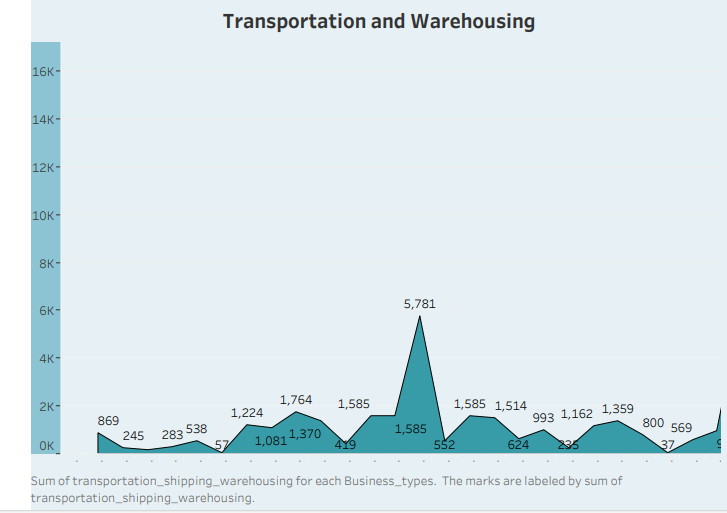 Transportation and Warehousing
16K
14K
12K
10K
8K
6K
4K
2K
0K
5,781
869
245
283
538
57
1,224
1,081
1,764
1,370
1,585
419
1,585
552
1,585
1,514
624
993
235
1,162
1,359
800
37
569
Sum of transportation_shipping_warehousing for each Business_types. The marks are labeled by sum of
transportation_shipping_warehousing.